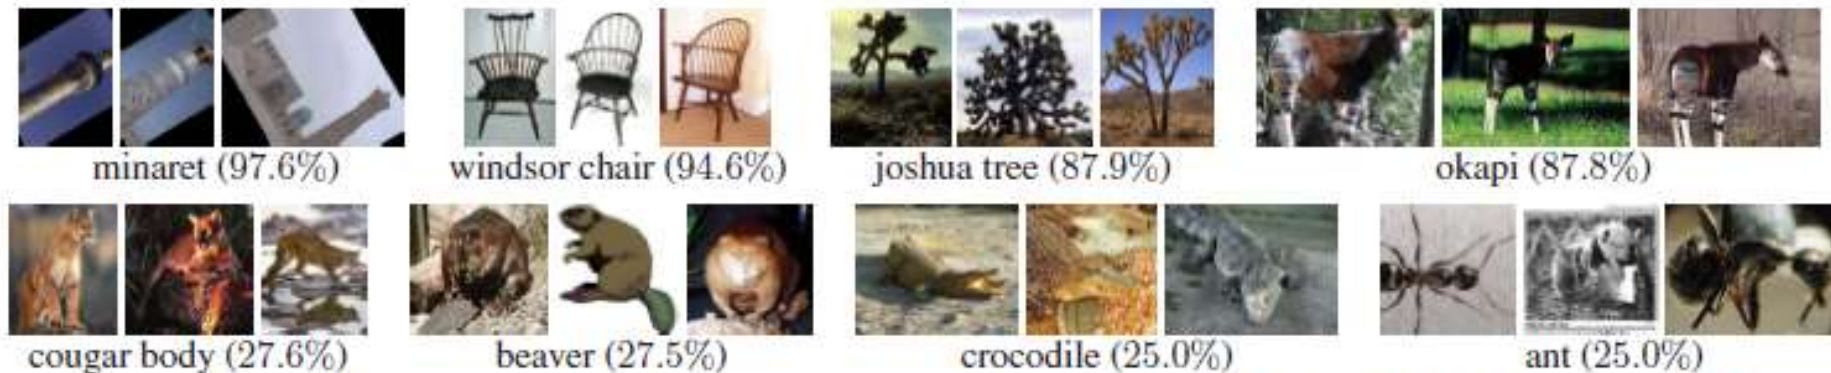 minaret (97.6%) windsor chair (94.6%) joshua tree (87.9%) okapi (87.8%)
cougar body (27.6%) beaver (27.5%) crocodile (25.0%) ant (25.0%)